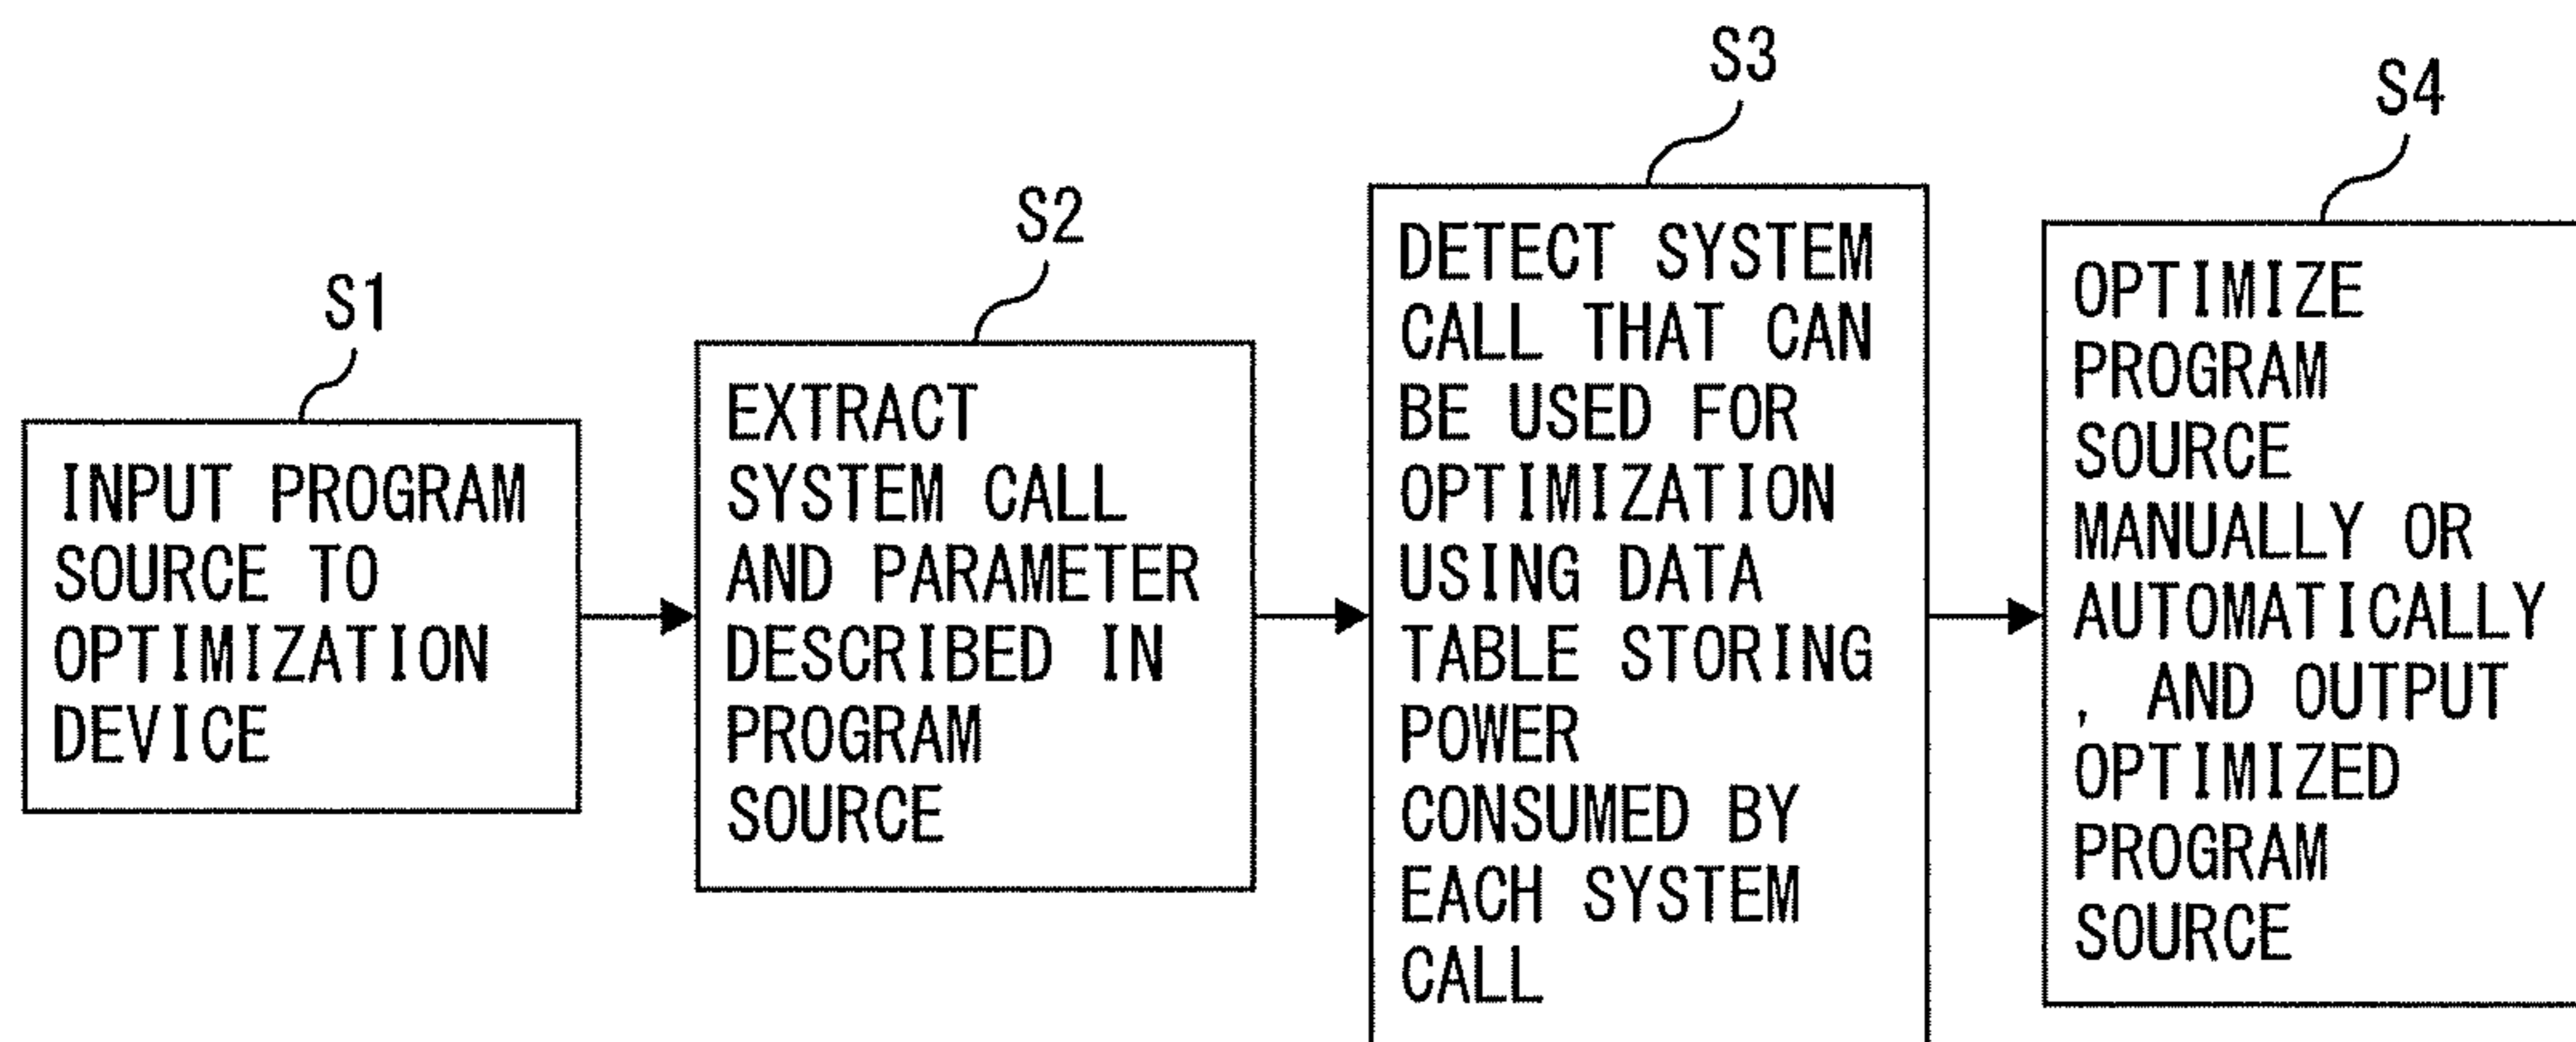 S1
INPUT PROGRAM
SOURCE TO
OPTIMIZATION
DEVICE
S2
EXTRACT
SYSTEM CALL
AND PARAMETER
DESCRIBED IN
PROGRAM
SOURCE
S3
DETECT SYSTEM
CALL THAT CAN
BE USED FOR
OPTIMIZATION
USING DATA
TABLE STORING
POWER
CONSUMED BY
EACH SYSTEM
CALL
S4
OPTIMIZE
PROGRAM
SOURCE
MANUALLY OR
AUTOMATICALLY
, AND OUTPUT
OPTIMIZED
PROGRAM
SOURCE